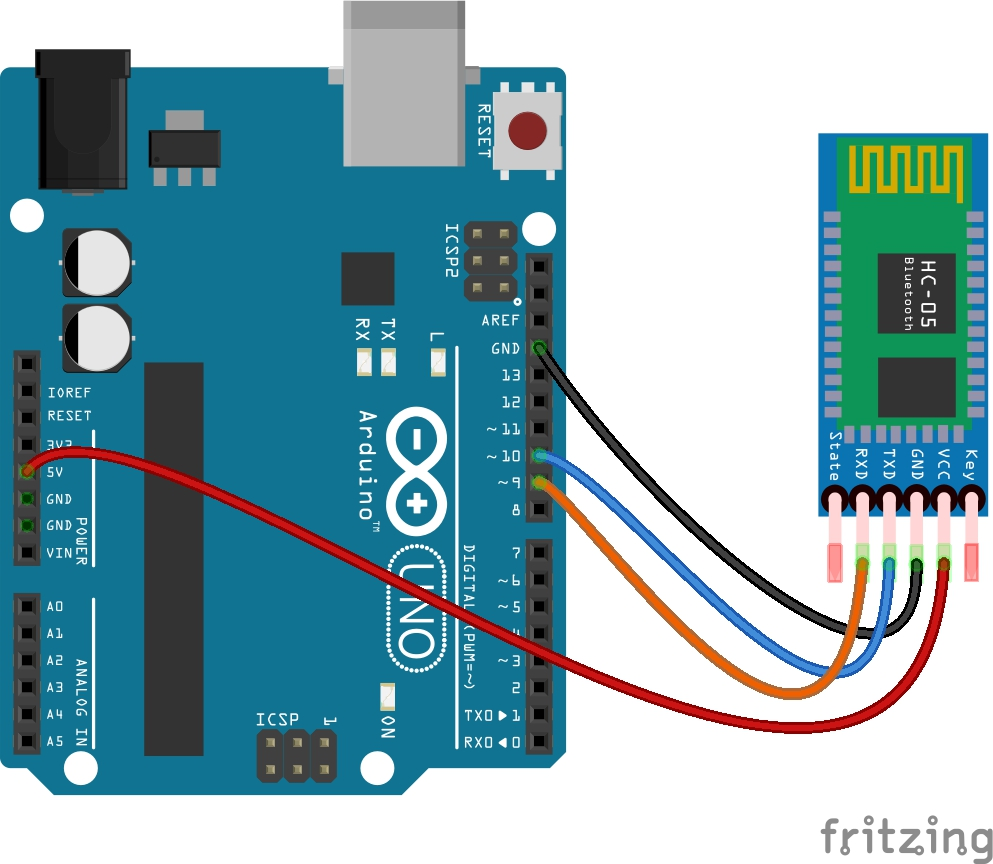 RESET
ICSP2
AREF
GND
13
12
~11
~10
~9
8
RX
TX
L
IOREF
RESET
3V3
5V
GND
GND
VIN
POWER
Arduino™
UNO
7
~6
~5
4
~3
2
TX0▶1
RX0◀0
DIGITAL (PWM=~)
A0
A1
A2
A3
A4
A5
ANALOG IN
ICSP
1
ON
HC-05
Bluetooth
State
RXD
TXD
GND
VCC
Key
fritzing